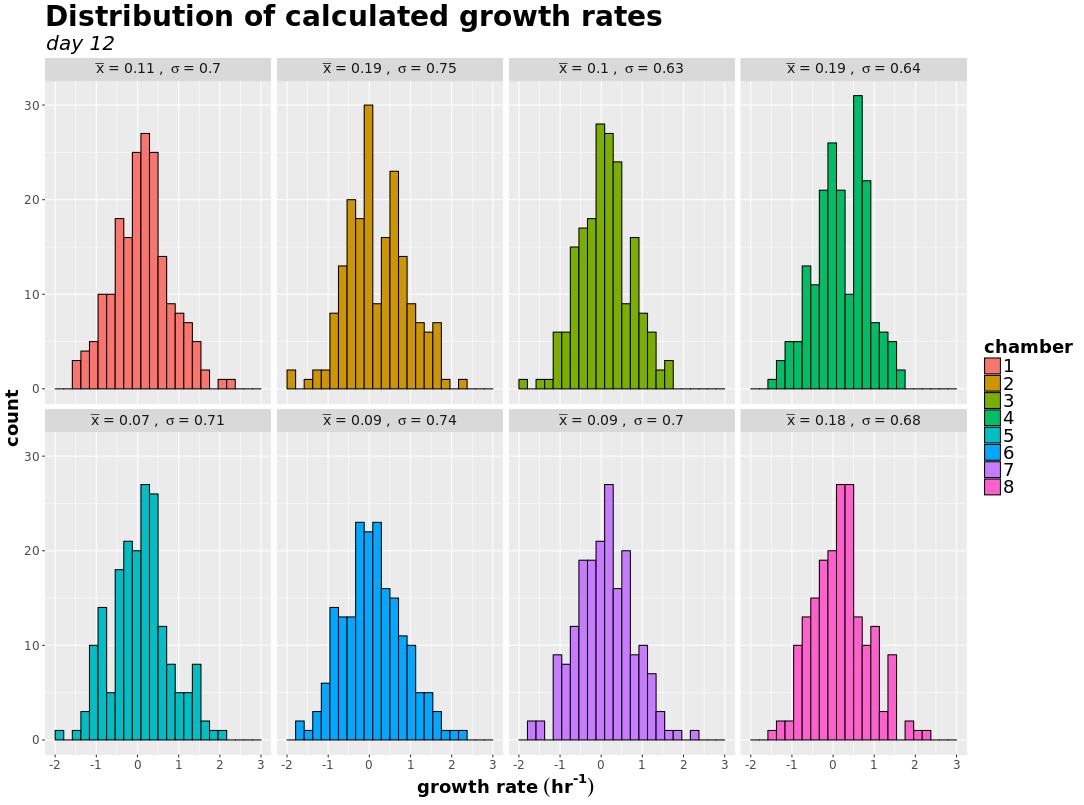 Distribution of calculated growth rates
day 12
x̅ = 0.11 , σ = 0.7
x̅ = 0.19 , σ = 0.75
x̅ = 0.1 , σ = 0.63
x̅ = 0.19 , σ = 0.64
30
20
10
0
chamber
1
2
3
4
5
6
7
8
count
x̅ = 0.07 , σ = 0.71
x̅ = 0.09 , σ = 0.74
x̅ = 0.09 , σ = 0.7
x̅ = 0.18 , σ = 0.68
30
20
10
0
-2 -1 0 1 2 3
-2 -1 0 1 2 3
-2 -1 0 1 2 3
-2 -1 0 1 2 3
growth rate (hr⁻¹)